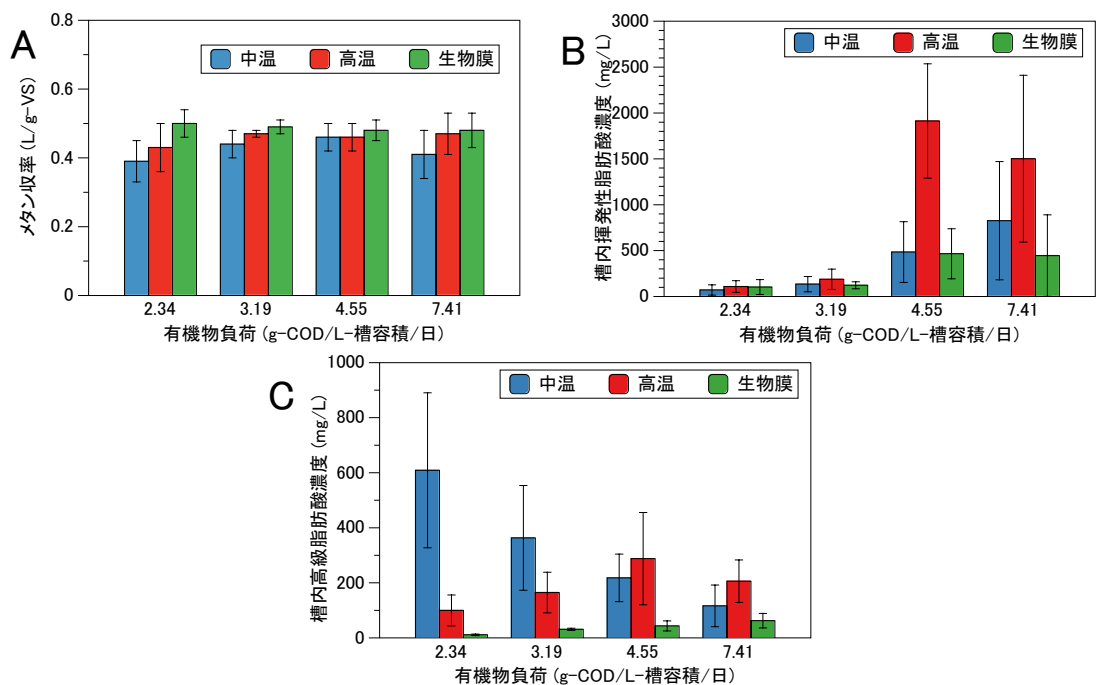 A
メタン収率 (L/g-VS)
0.8
0.6
0.4
0.2
0
中温 高温 生物膜
2.34 3.19 4.55 7.41
有機物負荷 (g-COD/L-槽容積/日)
B
槽内揮発性脂肪酸濃度 (mg/L)
3000
2500
2000
1500
1000
500
0
中温 高温 生物膜
2.34 3.19 4.55 7.41
有機物負荷 (g-COD/L-槽容積/日)
C
槽内高級脂肪酸濃度 (mg/L)
1000
800
600
400
200
0
中温 高温 生物膜
2.34 3.19 4.55 7.41
有機物負荷 (g-COD/L-槽容積/日)